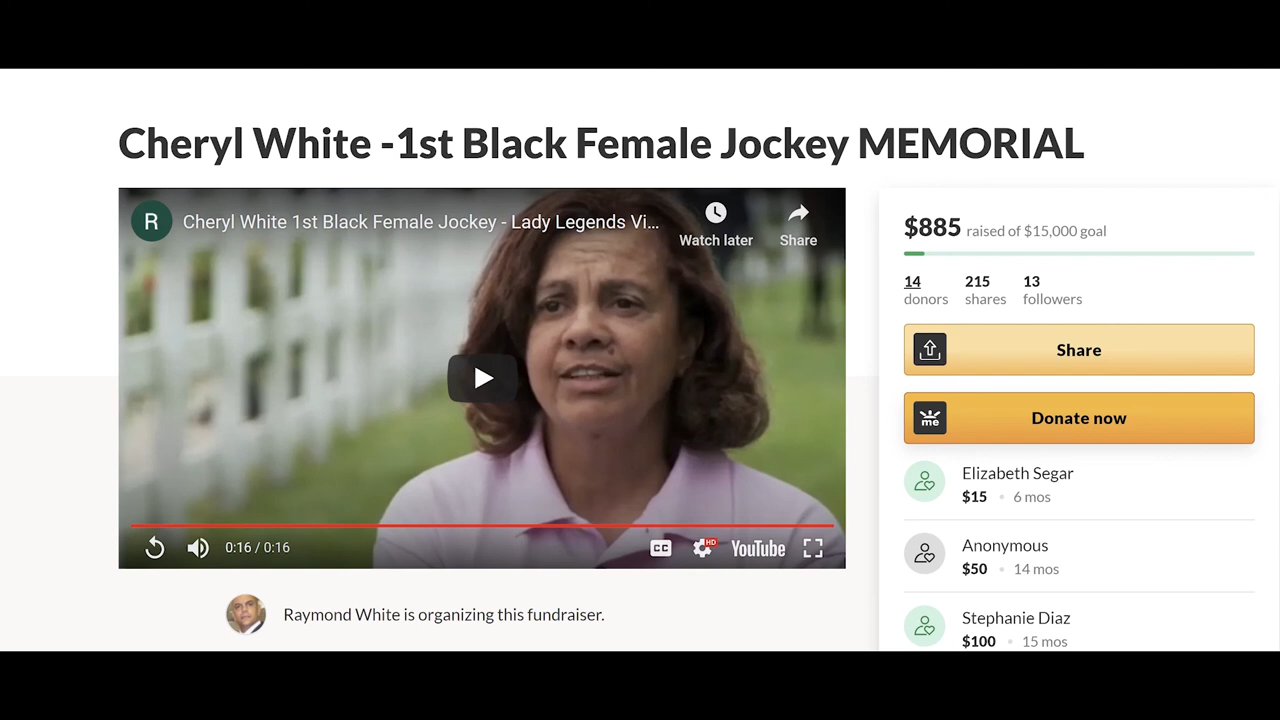 Cheryl White -1st Black Female Jockey MEMORIAL
R
Cheryl White 1st Black Female Jockey - Lady Legends Vi...
Watch later
Share
0:16 / 0:16
CC
HD
YouTube
Raymond White is organizing this fundraiser.
$885 raised of $15,000 goal
14 215 13
donors shares followers
Share
me
Donate now
Elizabeth Segar
$15 • 6 mos
Anonymous
$50 • 14 mos
Stephanie Diaz
$100 • 15 mos